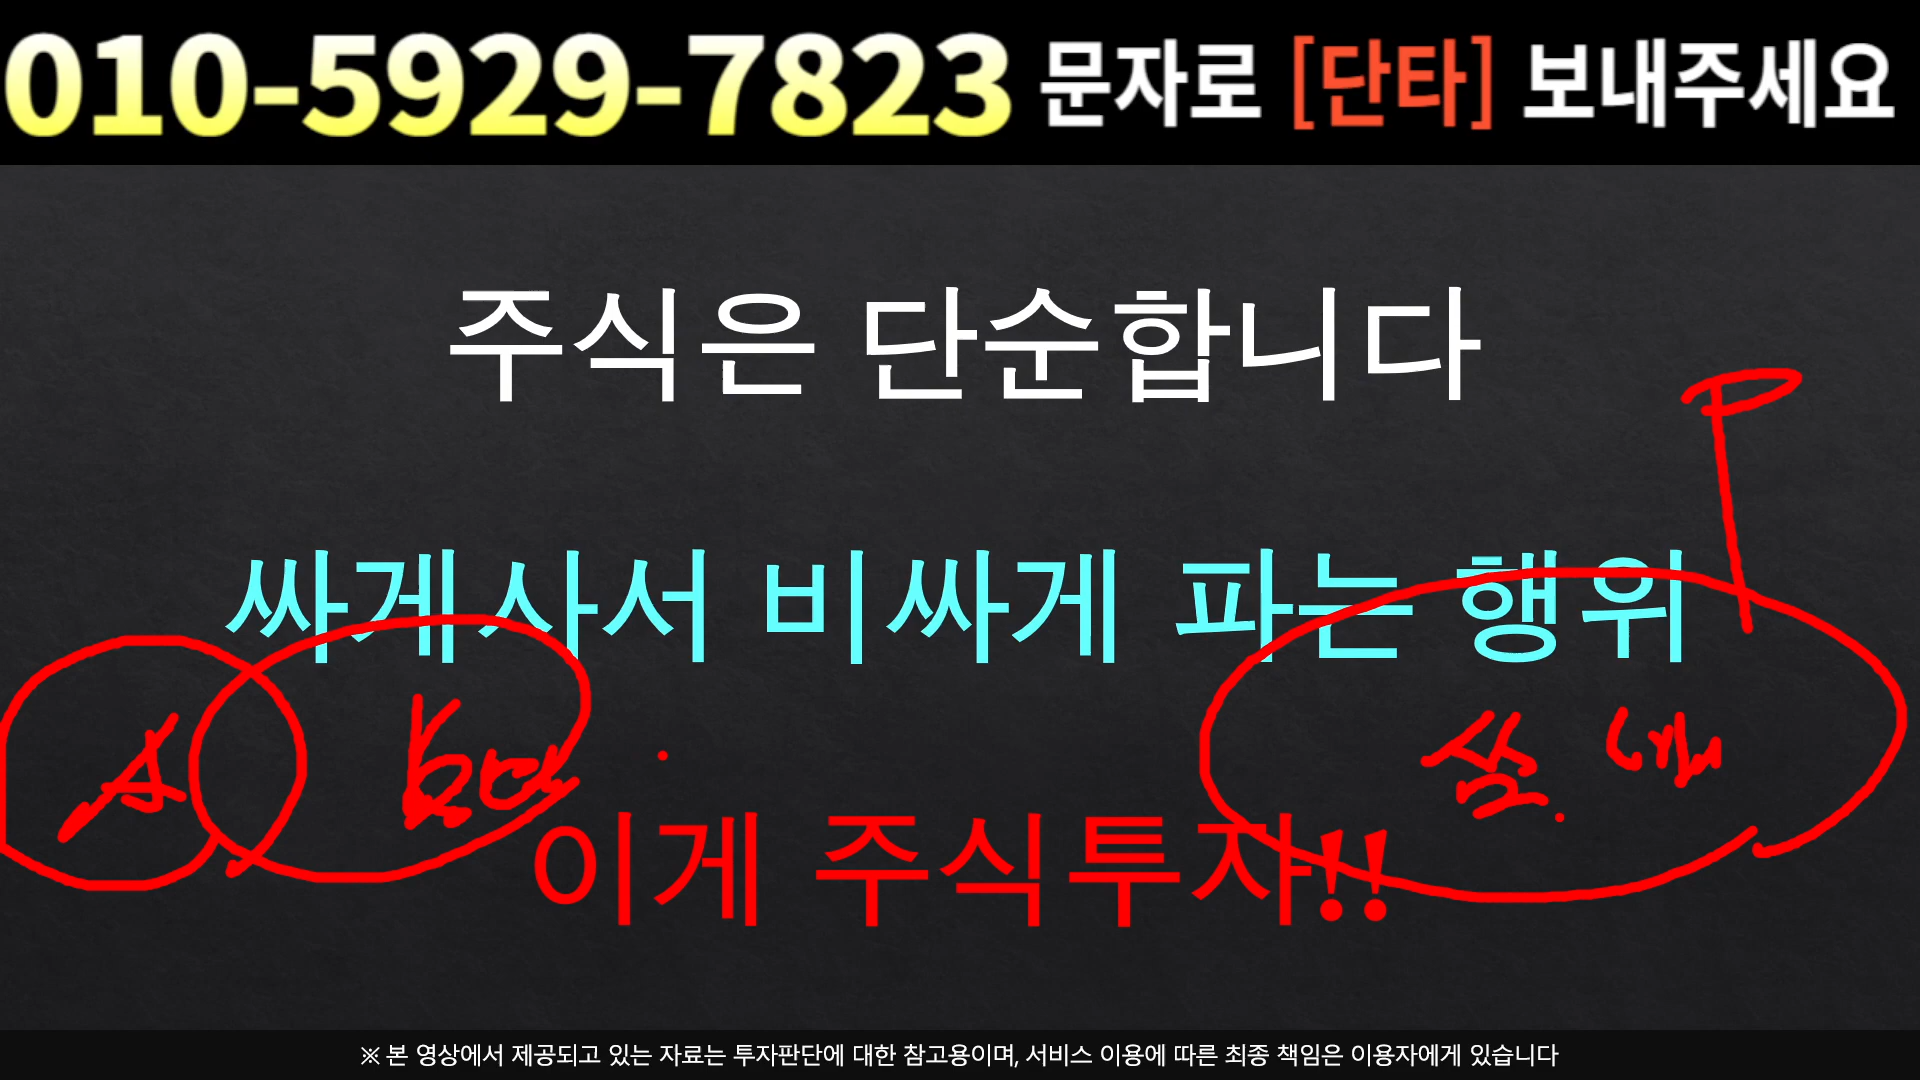 010-5929-7823 문자로 [단타] 보내주세요
주식은 단순합니다
싸게사서 비싸게 파는 행위
이게 주식투자!!
※ 본 영상에서 제공되고 있는 자료는 투자판단에 대한 참고용이며, 서비스 이용에 따른 최종 책임은 이용자에게 있습니다